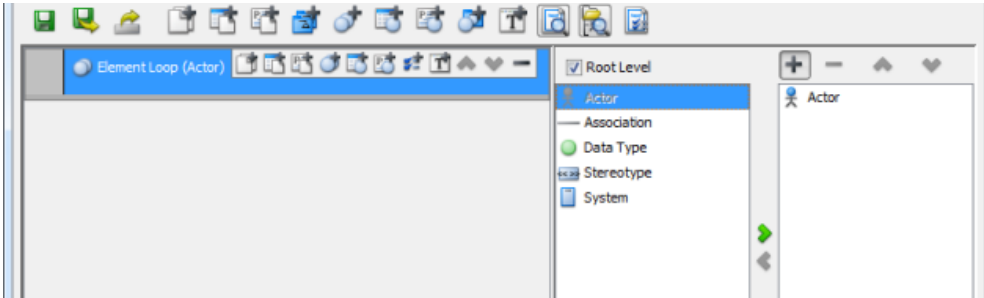 Element Loop (Actor)
Root Level
Actor
Actor
Association
Data Type
Stereotype
System